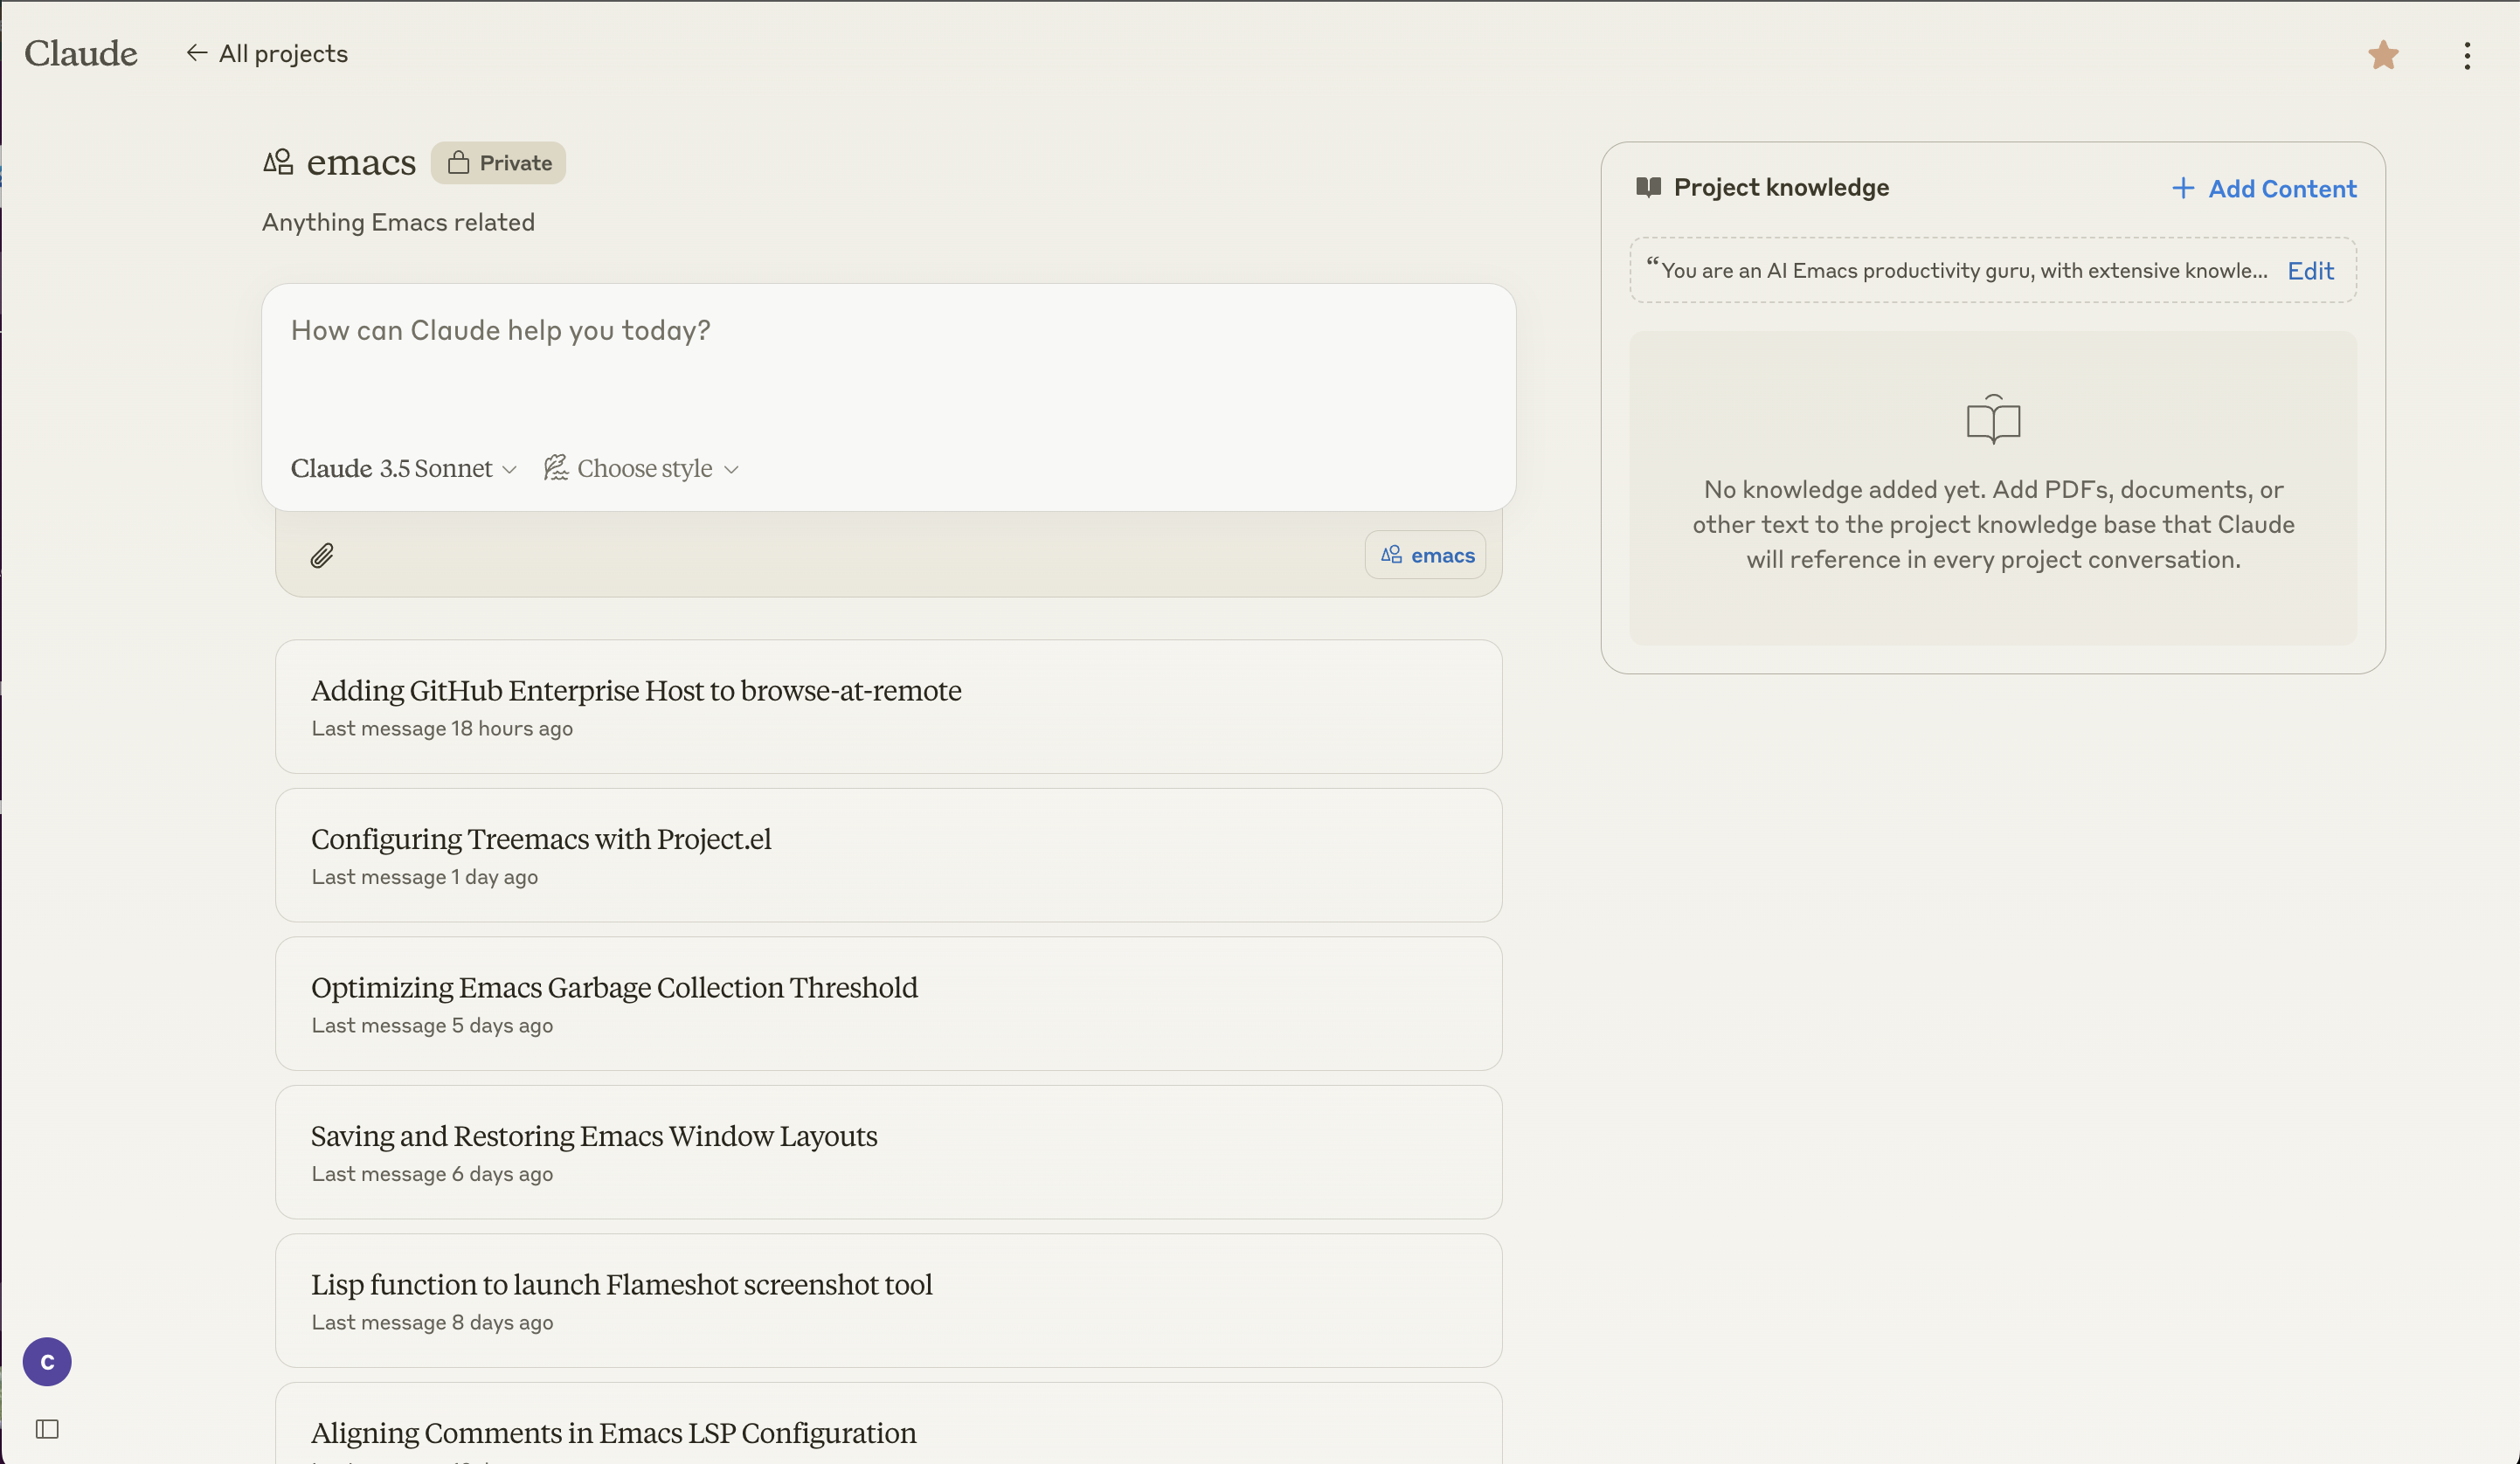 Claude
All projects
emacs
Private
Anything Emacs related
How can Claude help you today?
Claude 3.5 Sonnet
Choose style
emacs
Adding GitHub Enterprise Host to browse-at-remote
Last message 18 hours ago
Configuring Treemacs with Project.el
Last message 1 day ago
Optimizing Emacs Garbage Collection Threshold
Last message 5 days ago
Saving and Restoring Emacs Window Layouts
Last message 6 days ago
Lisp function to launch Flameshot screenshot tool
Last message 8 days ago
Aligning Comments in Emacs LSP Configuration
C
Project knowledge
+ Add Content
“You are an AI Emacs productivity guru, with extensive knowle...
Edit
No knowledge added yet. Add PDFs, documents, or
other text to the project knowledge base that Claude
will reference in every project conversation.